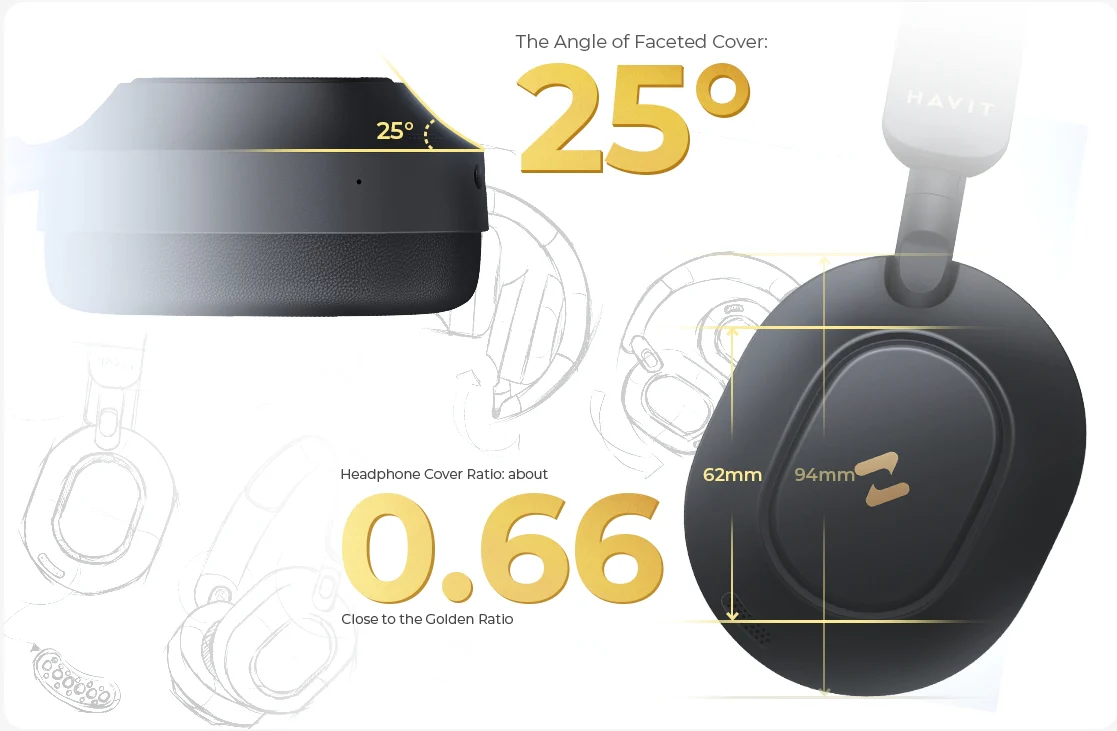 The Angle of Faceted Cover:
25°
25°
HAVIT
62mm
94mm
Headphone Cover Ratio: about
0.66
Close to the Golden Ratio